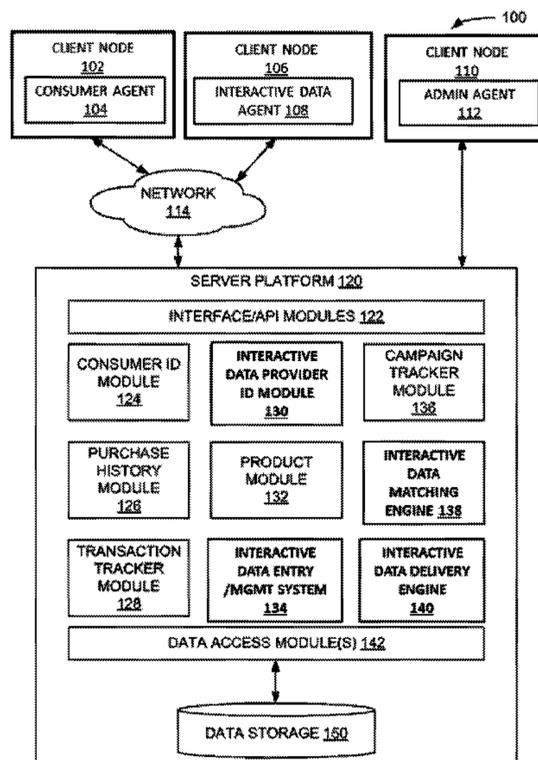 100
CLIENT NODE
102
CONSUMER AGENT
104
CLIENT NODE
106
INTERACTIVE DATA
AGENT 108
CLIENT NODE
110
ADMIN AGENT
112
NETWORK
114
SERVER PLATFORM 120
INTERFACE/API MODULES 122
CONSUMER ID
MODULE
124
INTERACTIVE
DATA PROVIDER
ID MODULE
130
CAMPAIGN
TRACKER
MODULE
136
PURCHASE
HISTORY
MODULE
126
PRODUCT
MODULE
132
INTERACTIVE
DATA
MATCHING
ENGINE 138
TRANSACTION
TRACKER
MODULE
128
INTERACTIVE
DATA ENTRY
/MGMT SYSTEM
134
INTERACTIVE
DATA DELIVERY
ENGINE
140
DATA ACCESS MODULE(S) 142
DATA STORAGE 150